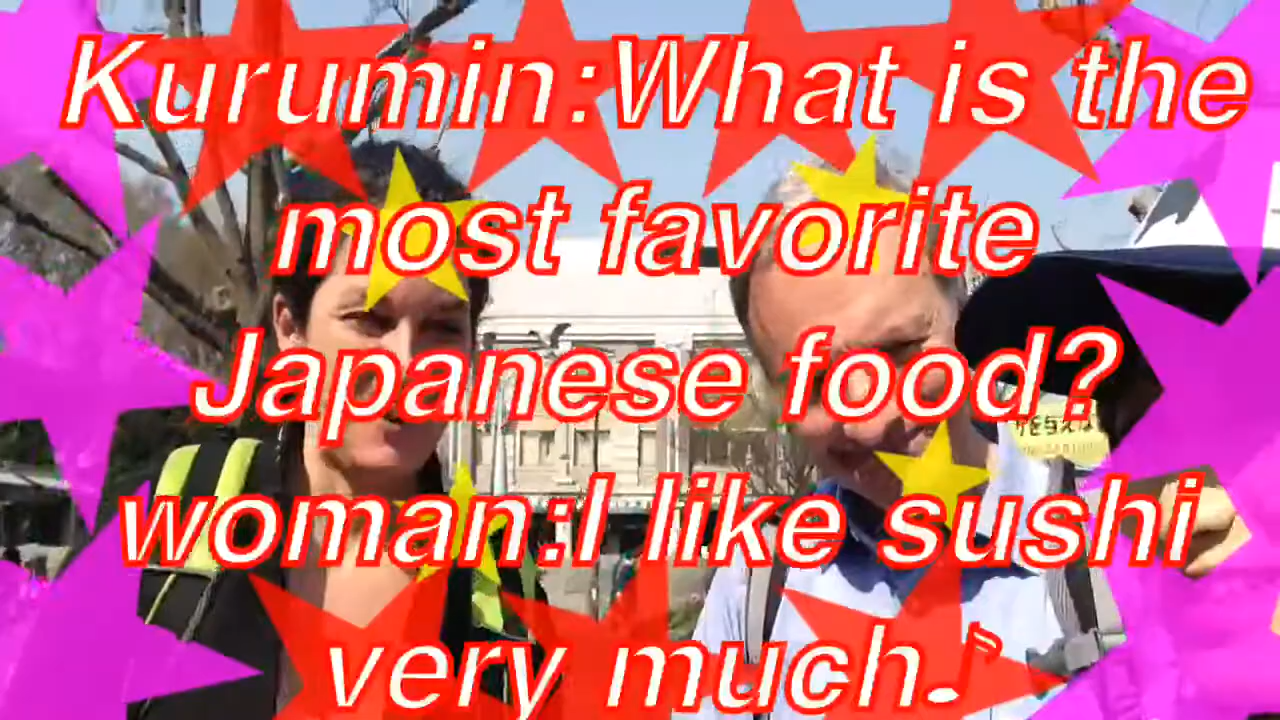 Kurumin:What is the
most favorite
Japanese food?
woman:I like sushi
very much.♪